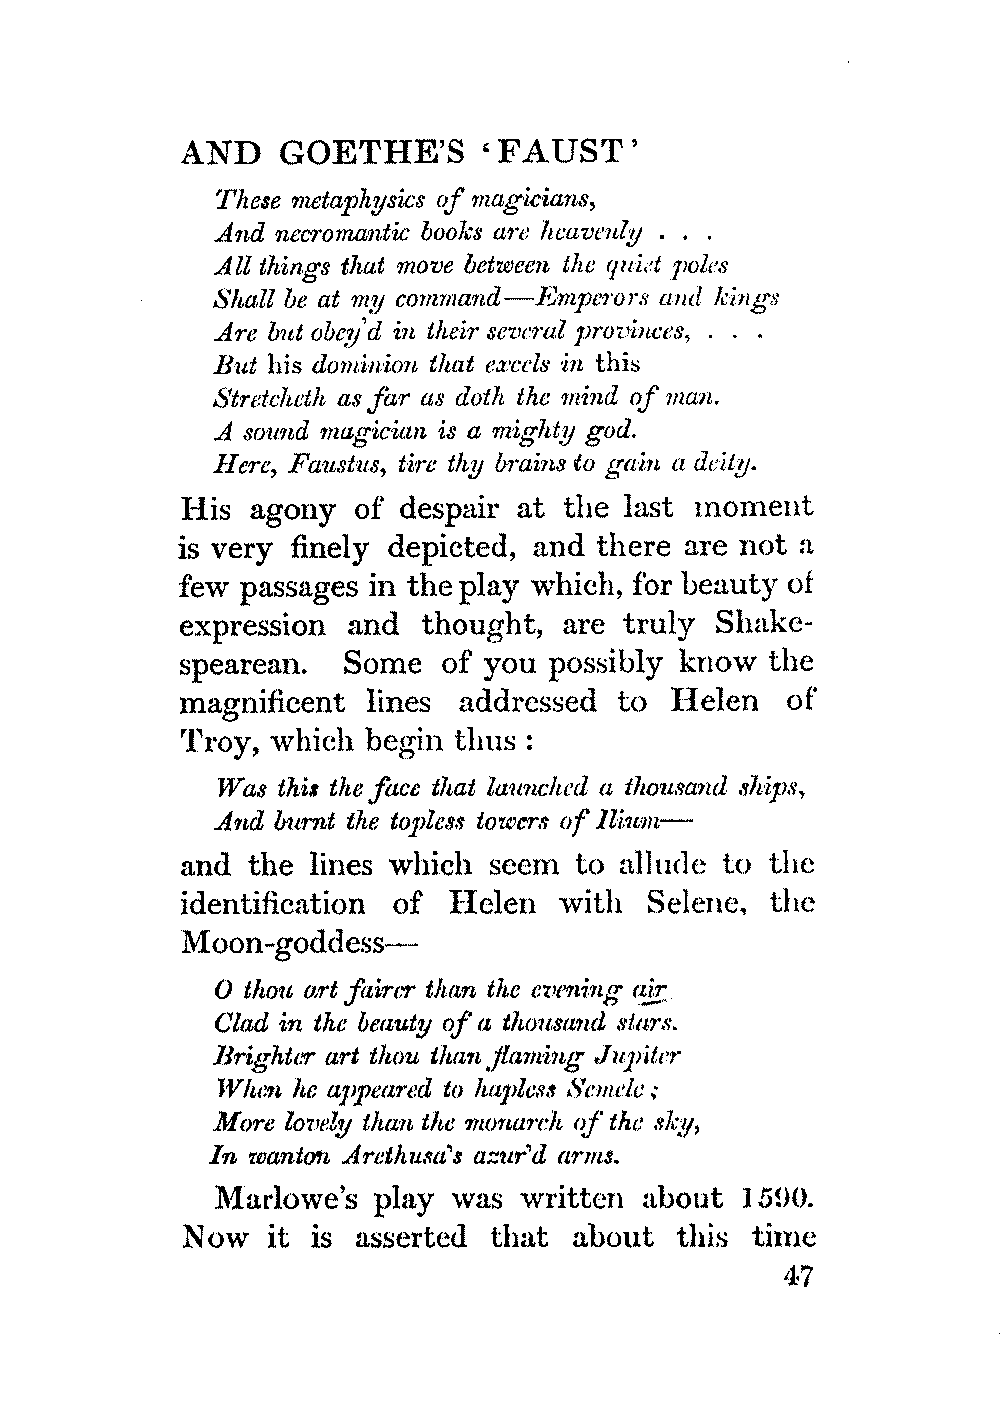 AND GOETHE'S ‘FAUST’
These metaphysics of magicians,
And necromantic books are heavenly . . .
All things that move between the quiet poles
Shall be at my command—Emperors and kings
Are but obey'd in their several provinces, . . .
But his dominion that excels in this
Stretcheth as far as doth the mind of man.
A sound magician is a mighty god.
Here, Faustus, tire thy brains to gain a deity.
His agony of despair at the last moment
is very finely depicted, and there are not a
few passages in the play which, for beauty of
expression and thought, are truly Shake-
spearean. Some of you possibly know the
magnificent lines addressed to Helen of
Troy, which begin thus :
Was this the face that launched a thousand ships,
And burnt the topless towers of Ilium—
and the lines which seem to allude to the
identification of Helen with Selene, the
Moon-goddess—
O thou art fairer than the evening air
Clad in the beauty of a thousand stars.
Brighter art thou than flaming Jupiter
When he appeared to hapless Semele ;
More lovely than the monarch of the sky,
In wanton Arethusa's azur'd arms.
Marlowe's play was written about 1590.
Now it is asserted that about this time
47